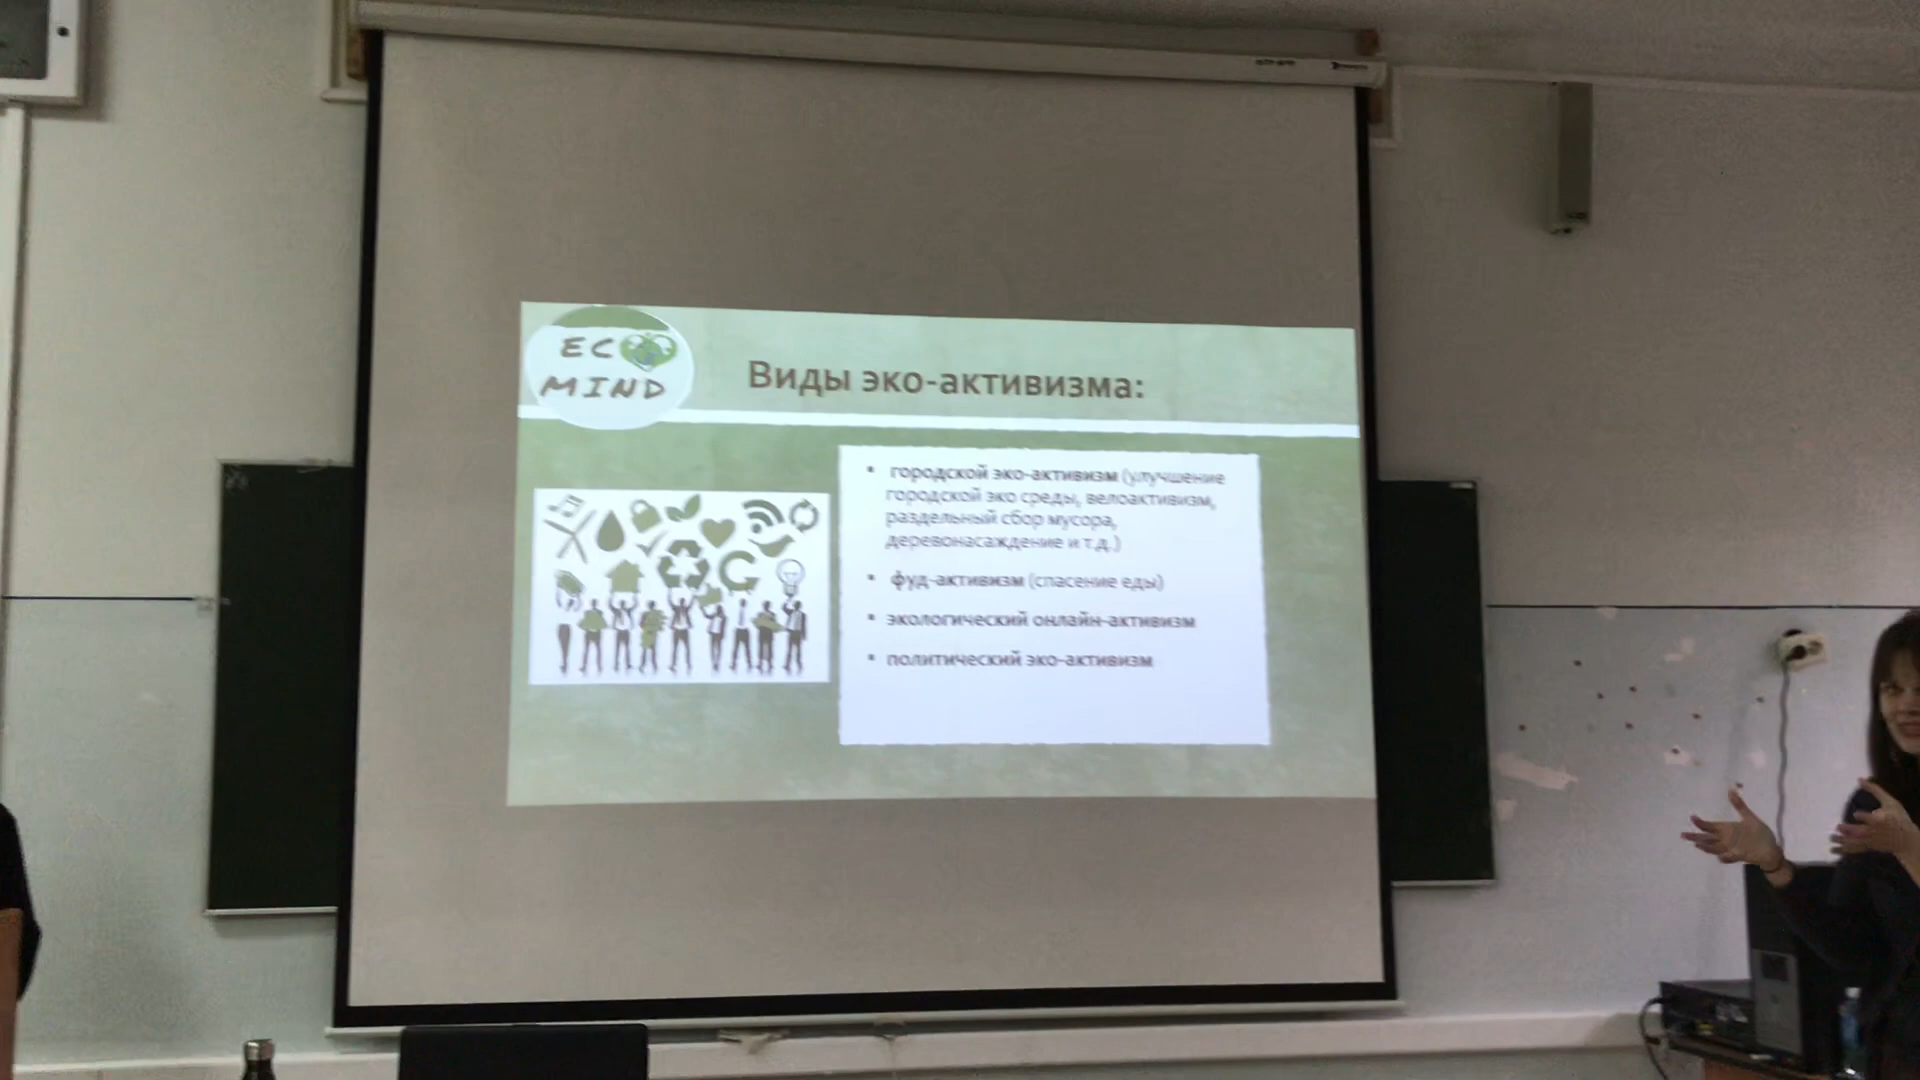 ECO
MIND
Виды эко-активизма:
▪ городской эко-активизм (улучшение
городской эко среды, велоактивизм,
раздельный сбор мусора,
деревонасаждение и т.д.)
▪ фуд-активизм (спасение еды)
▪ экологический онлайн-активизм
▪ политический эко-активизм